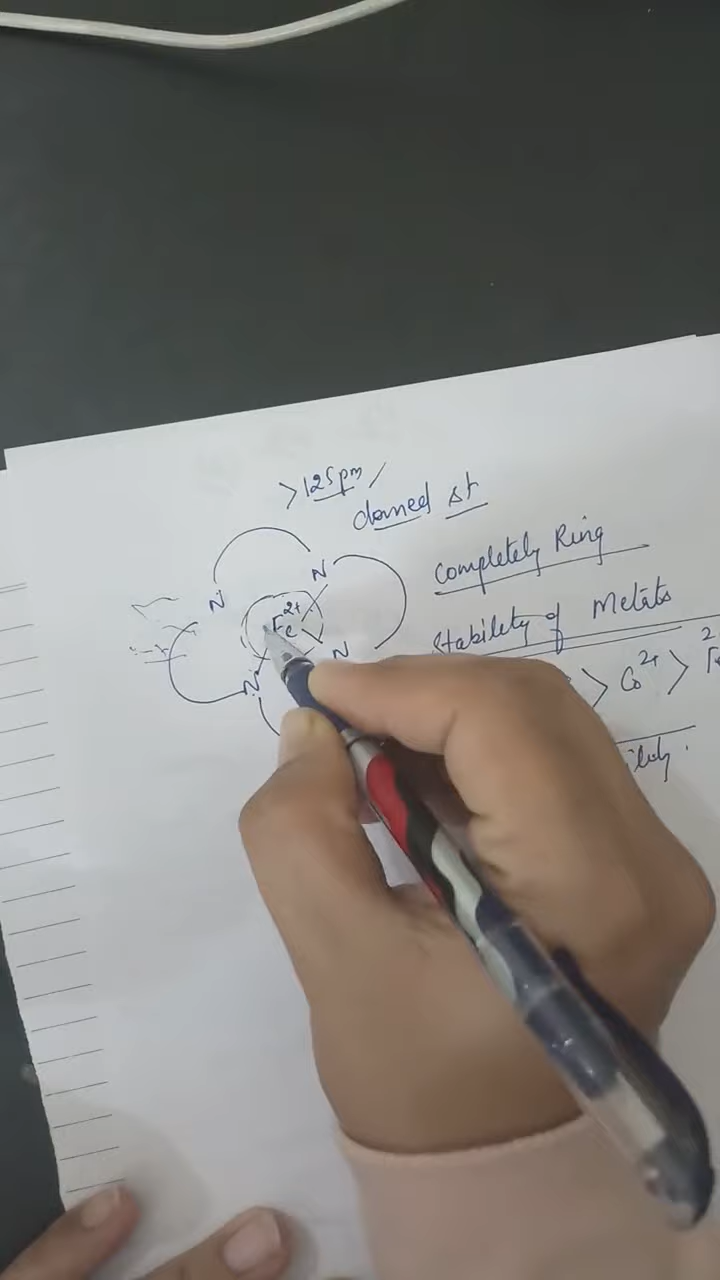 >125pm /
domed st
Completely Ring
N N
Stability of Metals
Fe²⁺
N
N
> Co²⁺ >